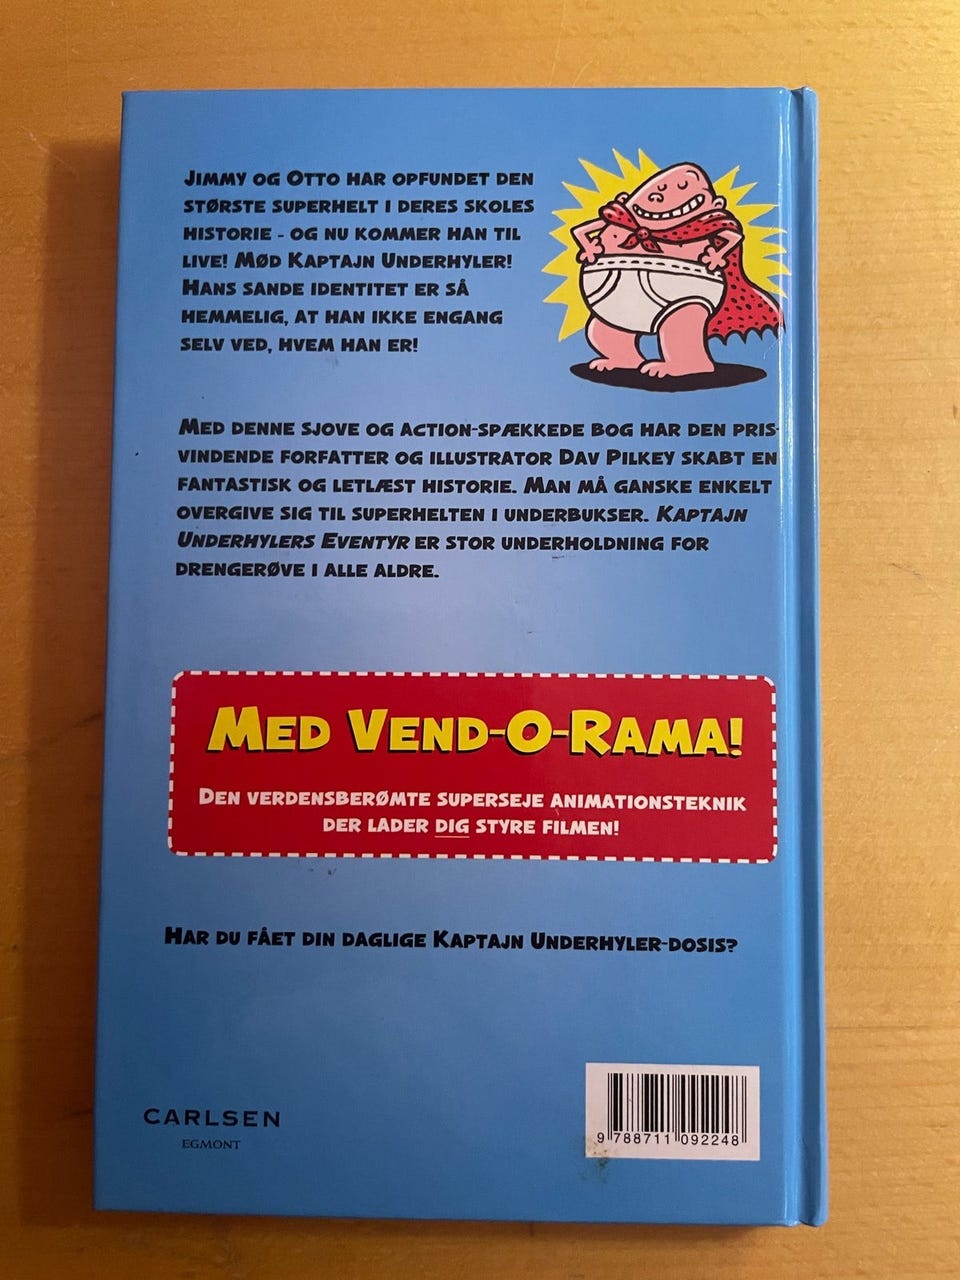 Jimmy og Otto har opfundet den
største superhelt i deres skoles
historie - og nu kommer han til
live! Mød Kaptajn Underhyler!
Hans sande identitet er så
hemmelig, at han ikke engang
selv ved, hvem han er!
Med denne sjove og action-spækkede bog har den pris-
vindende forfatter og illustrator Dav Pilkey skabt en
fantastisk og letlæst historie. Man må ganske enkelt
overgive sig til superhelten i underbukser. Kaptajn
Underhylers Eventyr er stor underholdning for
drengerøve i alle aldre.
Med Vend-O-Rama!
Den verdensberømte superseje animationsteknik
der lader dig styre filmen!
Har du fået din daglige Kaptajn Underhyler-dosis?
CARLSEN
EGMONT
9 788711 092248